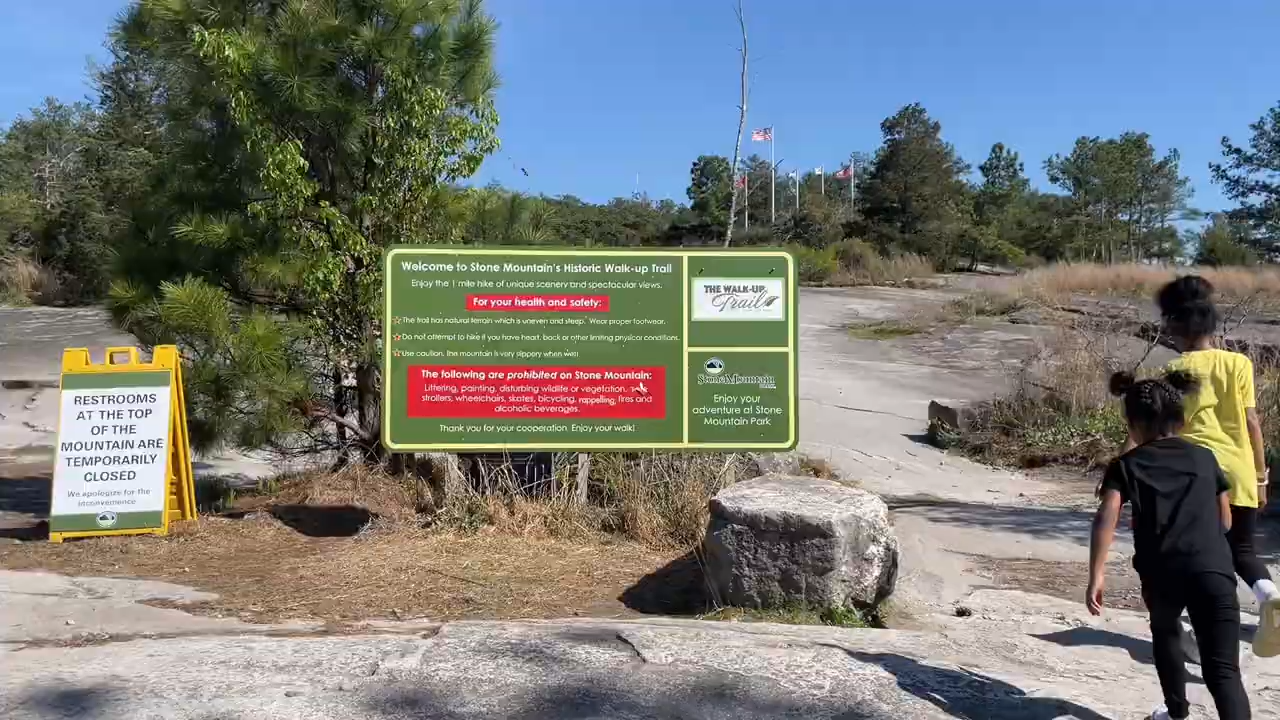 RESTROOMS
AT THE TOP
OF THE
MOUNTAIN ARE
TEMPORARILY
CLOSED
We apologize for the
inconvenience
Welcome to Stone Mountain's Historic Walk-up Trail
Enjoy the 1 mile hike of unique scenery and spectacular views.
For your health and safety:
The trail has natural terrain which is uneven and steep. Wear proper footwear.
Do not attempt to hike if you have heart, back or other limiting physical conditions.
Use caution, the mountain is very slippery when wet!
The following are prohibited on Stone Mountain:
Littering, painting, disturbing wildlife or vegetation,
strollers, wheelchairs, skates, bicycling, rappelling, fires and
alcoholic beverages.
Thank you for your cooperation. Enjoy your walk!
THE WALK-UP
Trail
Stone Mountain
PARK
Enjoy your
adventure at Stone
Mountain Park